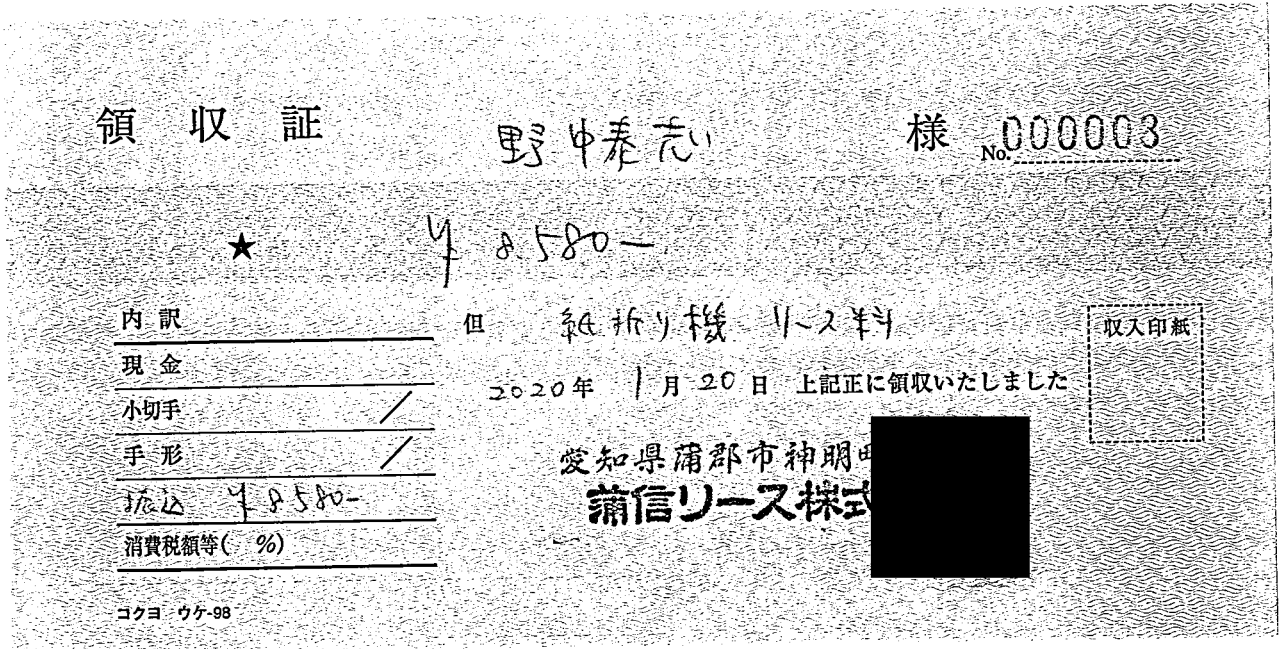 領収証 野中泰志 様 No.000003
★ ¥8,580-
内訳
現金
小切手 /
手形 /
振込 ¥8580-
消費税額等( %)
コクヨ ウケ-98
但 紙折り機 リース料
2020年 1月20日 上記正に領収いたしました
収入印紙
愛知県蒲郡市神明
蒲信リース株式